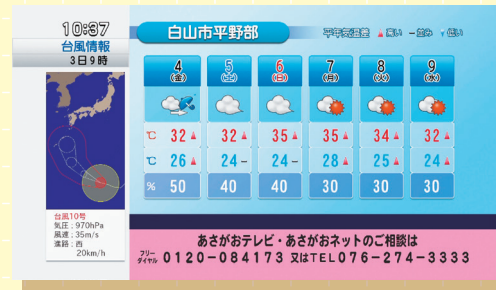 10:37
台風情報
3日9時
白山市平野部
平年気温差 ▲高い －並み ▼低い
4 5 6 7 8 9
(金) (土) (日) (月) (火) (水)
℃ 32▲ 32▲ 35▲ 35▲ 34▲ 32▲
℃ 26▲ 24－ 24－ 28▲ 25▲ 24▲
% 50 40 40 30 30 30
台風10号
気圧：970hPa
風速：35m/s
進路：西
20km/h
あさがおテレビ・あさがおネットのご相談は
フリーダイヤル 0120-084173 又はTEL076-274-3333